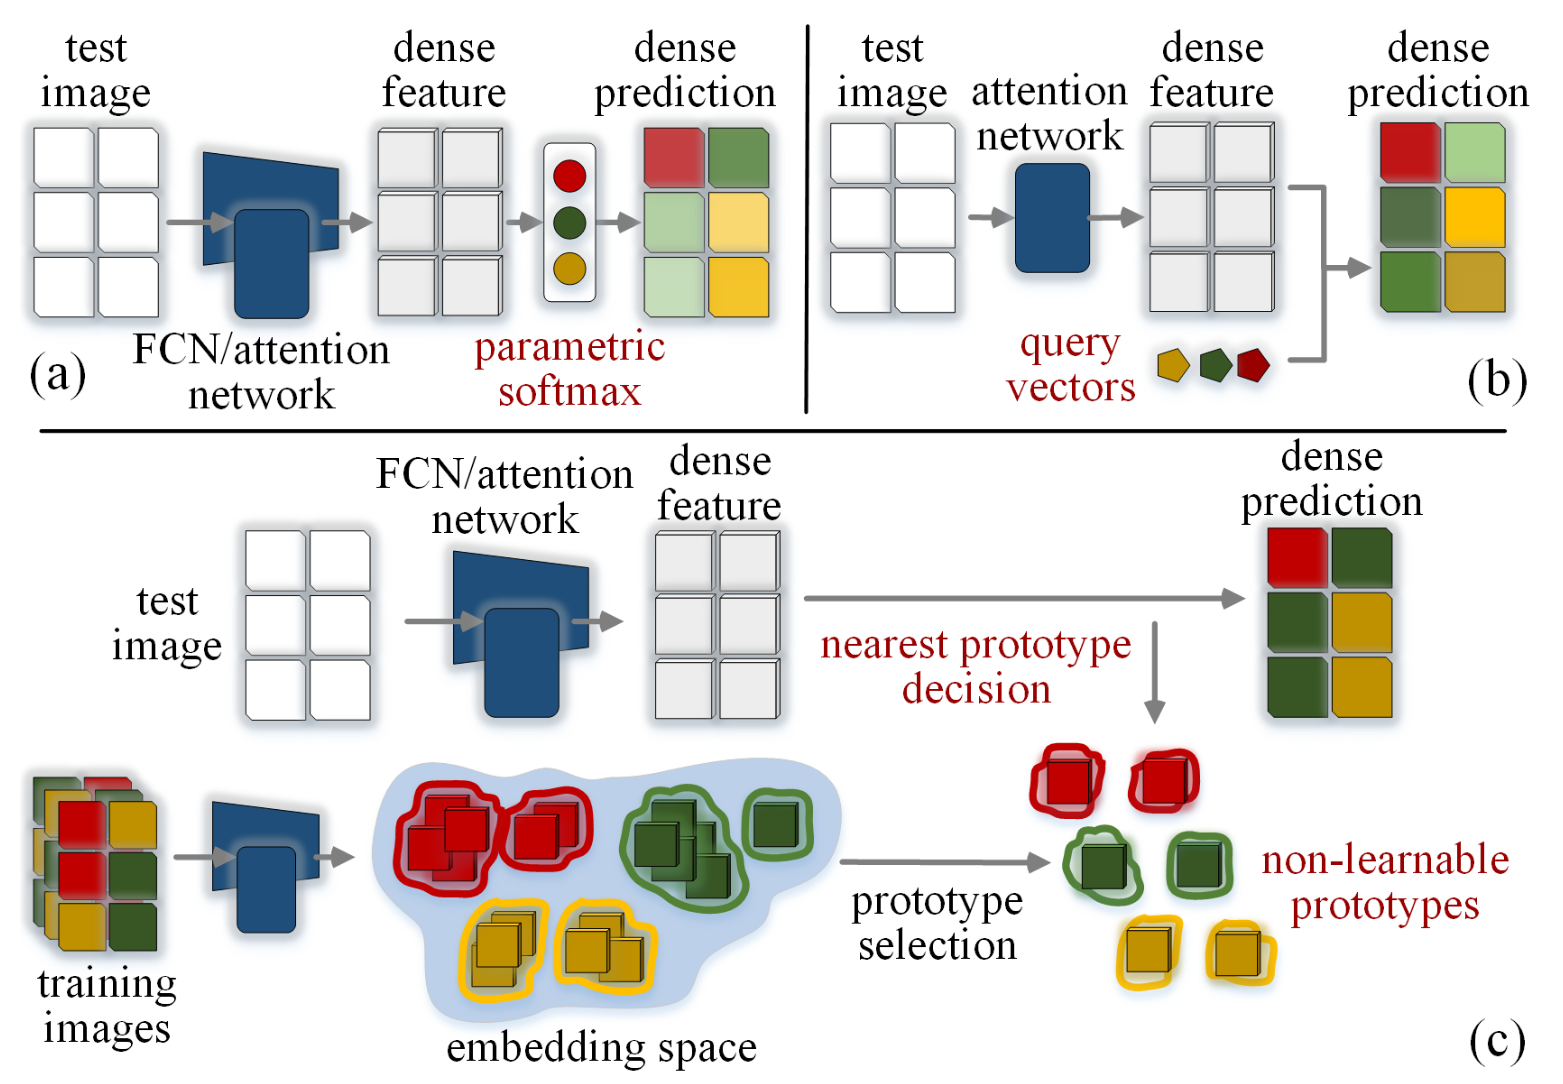 test
image
dense
feature
dense
prediction
FCN/attention
network
parametric
softmax
(a)
test
image
attention
network
dense
feature
dense
prediction
query
vectors
(b)
FCN/attention
network
dense
feature
dense
prediction
test
image
nearest prototype
decision
training
images
embedding space
prototype
selection
non-learnable
prototypes
(c)